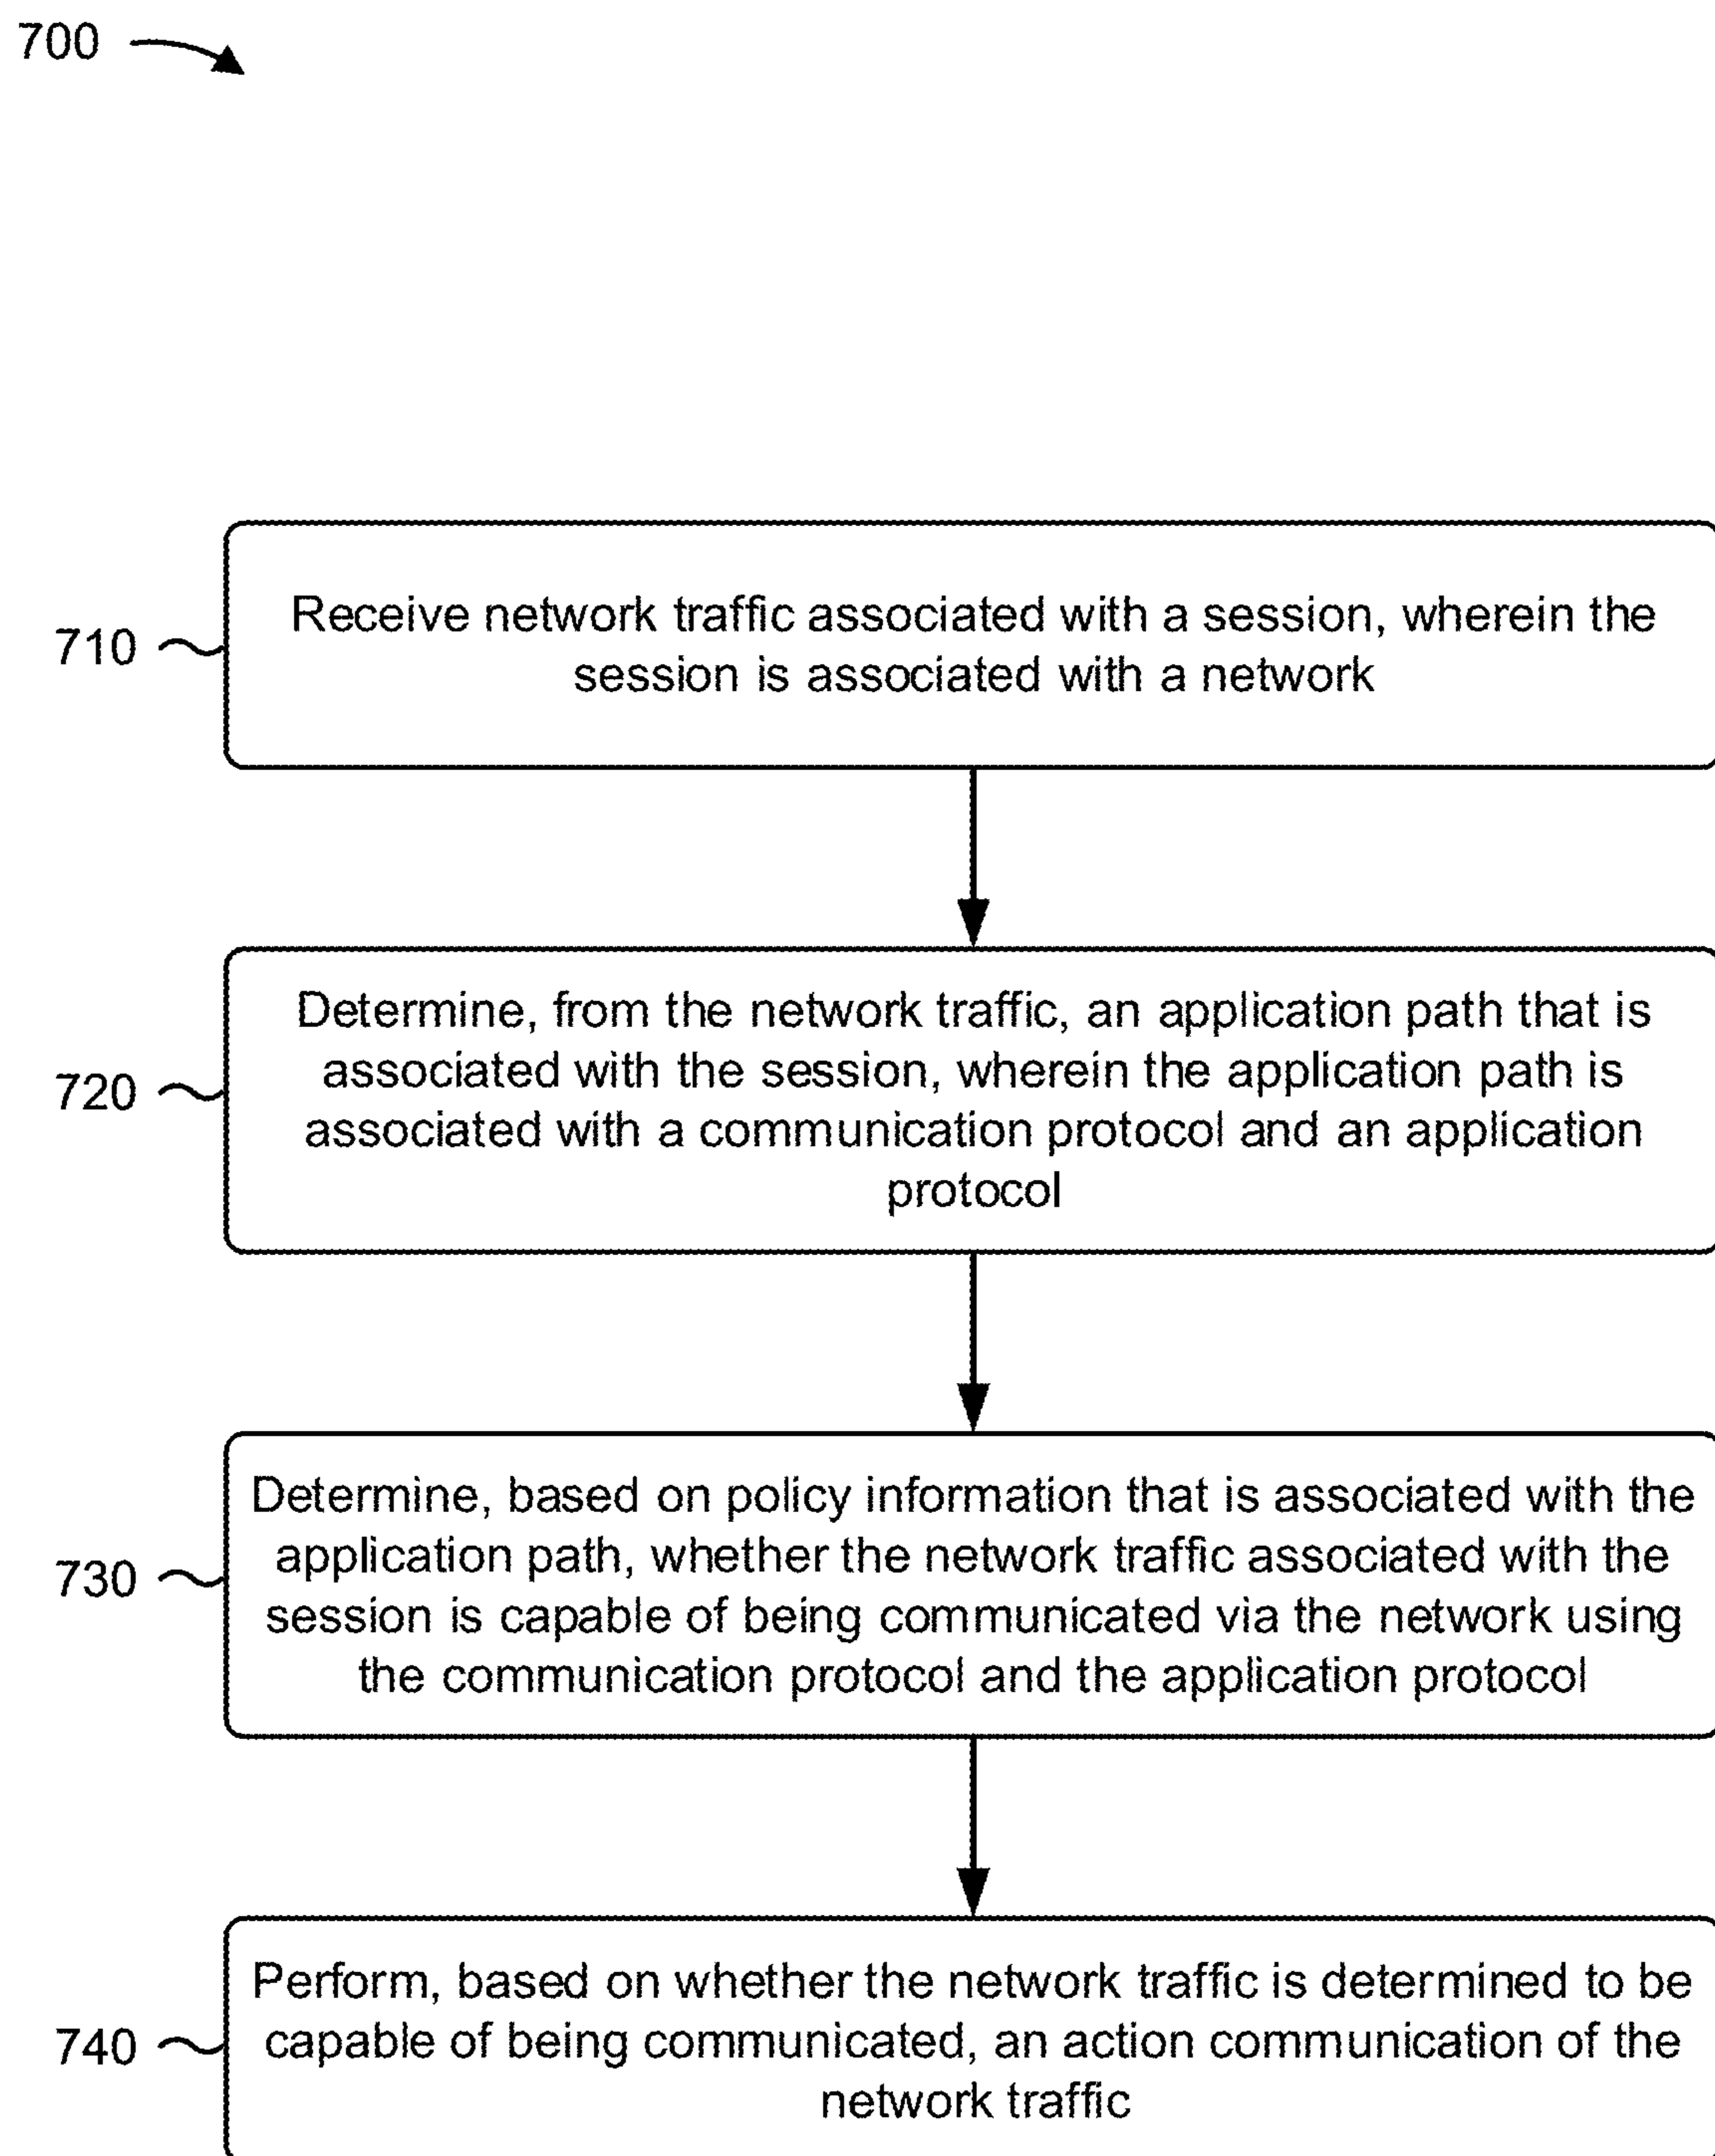 700
710
Receive network traffic associated with a session, wherein the
session is associated with a network
720
Determine, from the network traffic, an application path that is
associated with the session, wherein the application path is
associated with a communication protocol and an application
protocol
730
Determine, based on policy information that is associated with the
application path, whether the network traffic associated with the
session is capable of being communicated via the network using
the communication protocol and the application protocol
740
Perform, based on whether the network traffic is determined to be
capable of being communicated, an action communication of the
network traffic